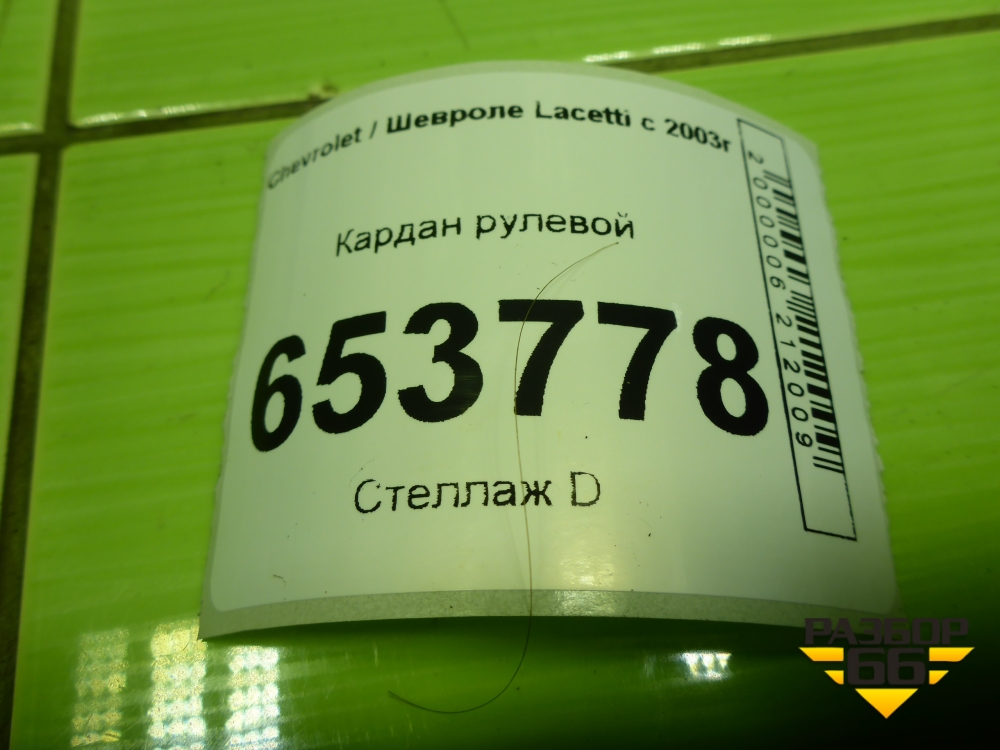 Chevrolet / Шевроле Lacetti с 2003г
Кардан рулевой
653778
Стеллаж D
2000006212009
РАЗБОР
66